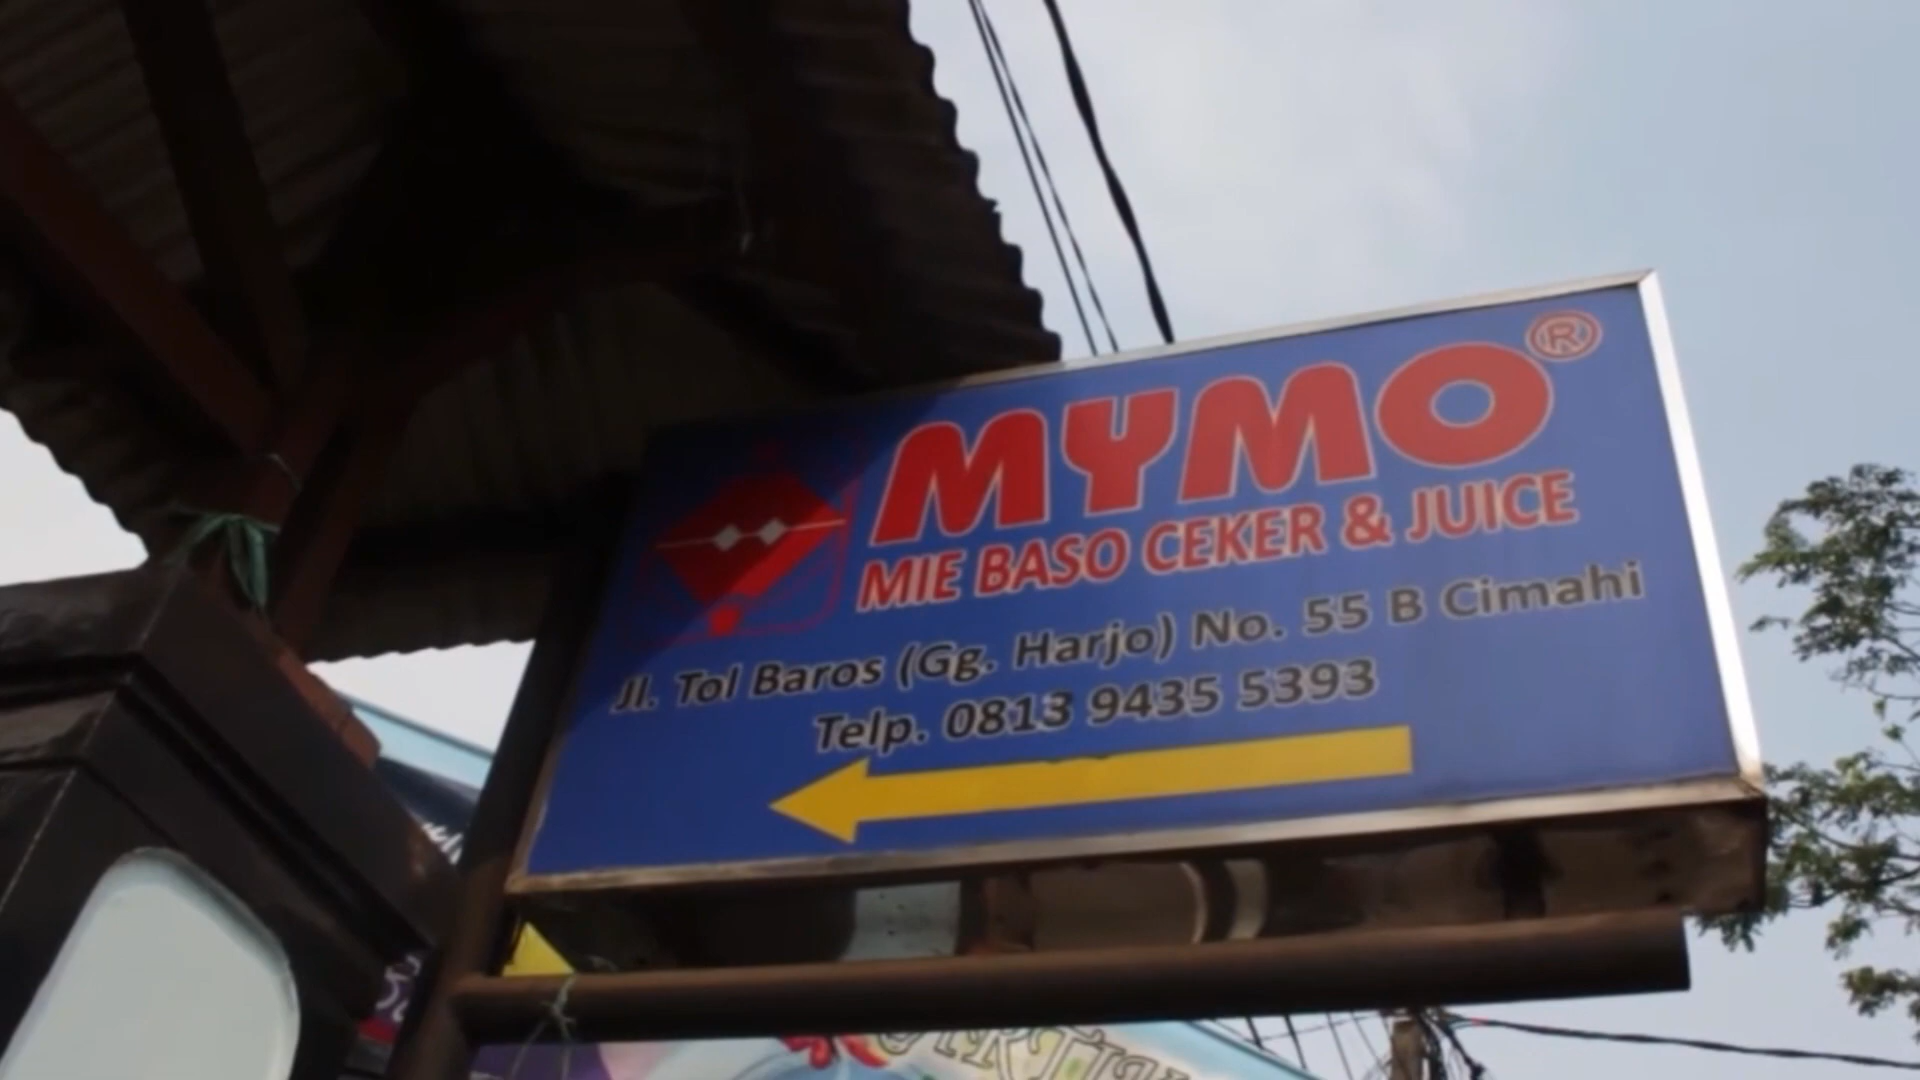 MYMO ®
MIE BASO CEKER & JUICE
Jl. Tol Baros (Gg. Harjo) No. 55 B Cimahi
Telp. 0813 9435 5393